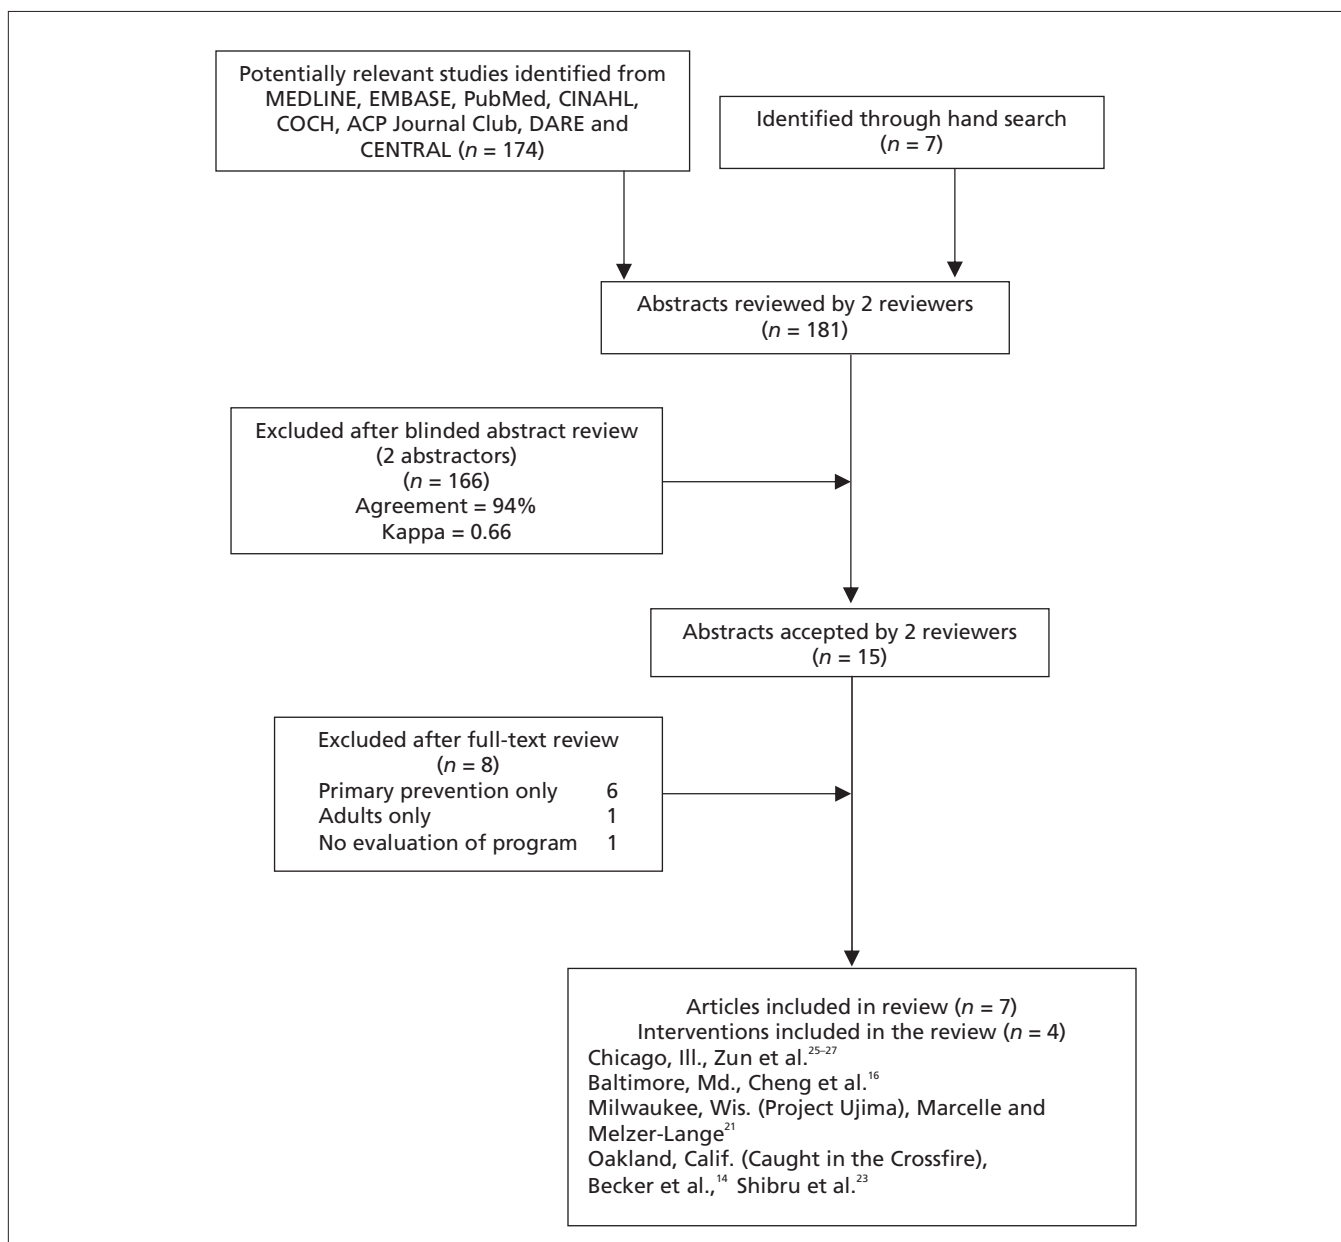 Potentially relevant studies identified from
MEDLINE, EMBASE, PubMed, CINAHL,
COCH, ACP Journal Club, DARE and
CENTRAL (n = 174)
Identified through hand search
(n = 7)
Abstracts reviewed by 2 reviewers
(n = 181)
Excluded after blinded abstract review
(2 abstractors)
(n = 166)
Agreement = 94%
Kappa = 0.66
Abstracts accepted by 2 reviewers
(n = 15)
Excluded after full-text review
(n = 8)
Primary prevention only 6
Adults only 1
No evaluation of program 1
Articles included in review (n = 7)
Interventions included in the review (n = 4)
Chicago, Ill., Zun et al.25–27
Baltimore, Md., Cheng et al.16
Milwaukee, Wis. (Project Ujima), Marcelle and
Melzer-Lange21
Oakland, Calif. (Caught in the Crossfire),
Becker et al.,14 Shibru et al.23